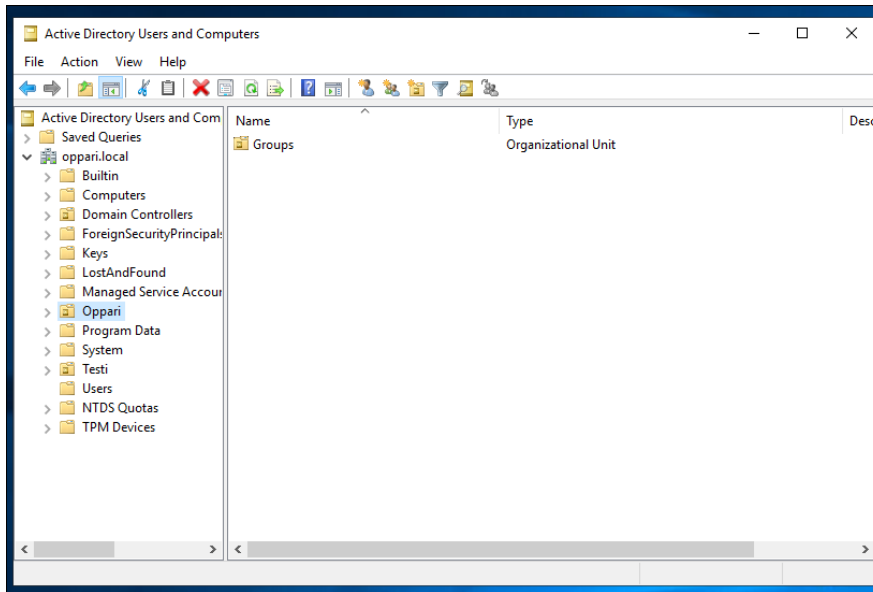 Active Directory Users and Computers
File Action View Help
Active Directory Users and Com
Saved Queries
oppari.local
Builtin
Computers
Domain Controllers
ForeignSecurityPrincipals
Keys
LostAndFound
Managed Service Accour
Oppari
Program Data
System
Testi
Users
NTDS Quotas
TPM Devices
Name Type Desc
Groups Organizational Unit